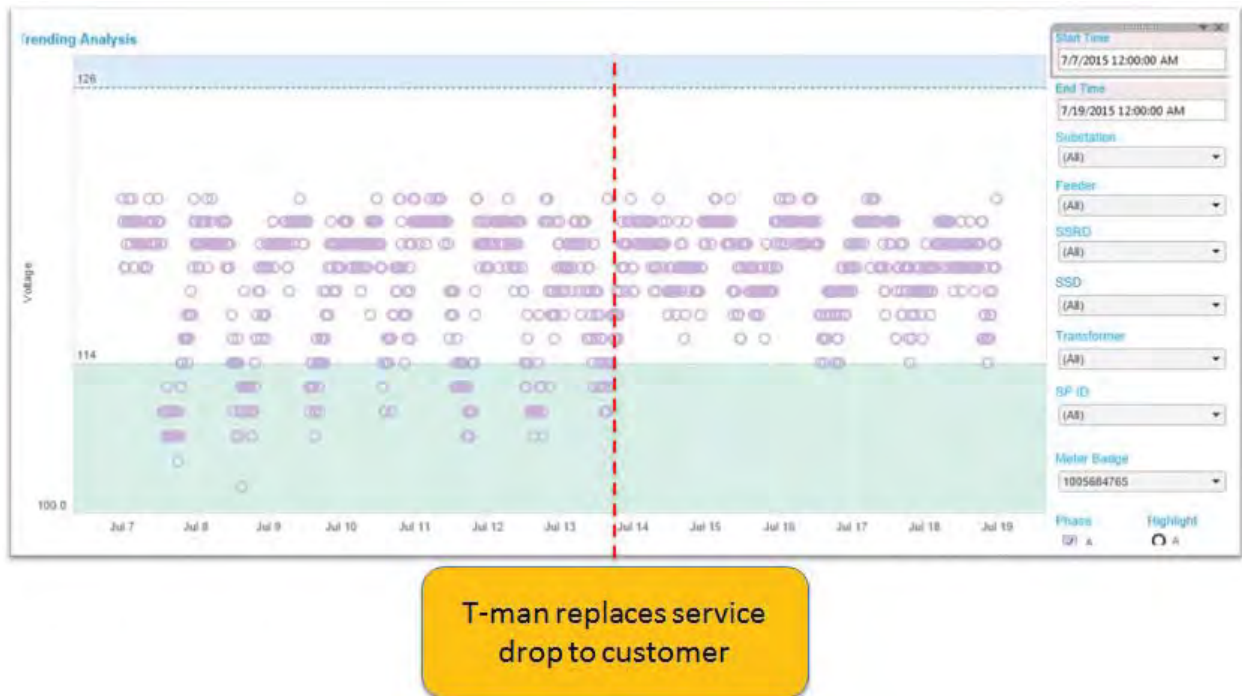 Trending Analysis
126
114
100.0
Voltage
Jul 7 Jul 8 Jul 9 Jul 10 Jul 11 Jul 12 Jul 13 Jul 14 Jul 15 Jul 16 Jul 17 Jul 18 Jul 19
Start Time
7/7/2015 12:00:00 AM
End Time
7/19/2015 12:00:00 AM
Substation
(All)
Feeder
(All)
SSRD
(All)
SSD
(All)
Transformer
(All)
SP ID
(All)
Meter Badge
1005684765
Phase Highlight
A A
T-man replaces service
drop to customer